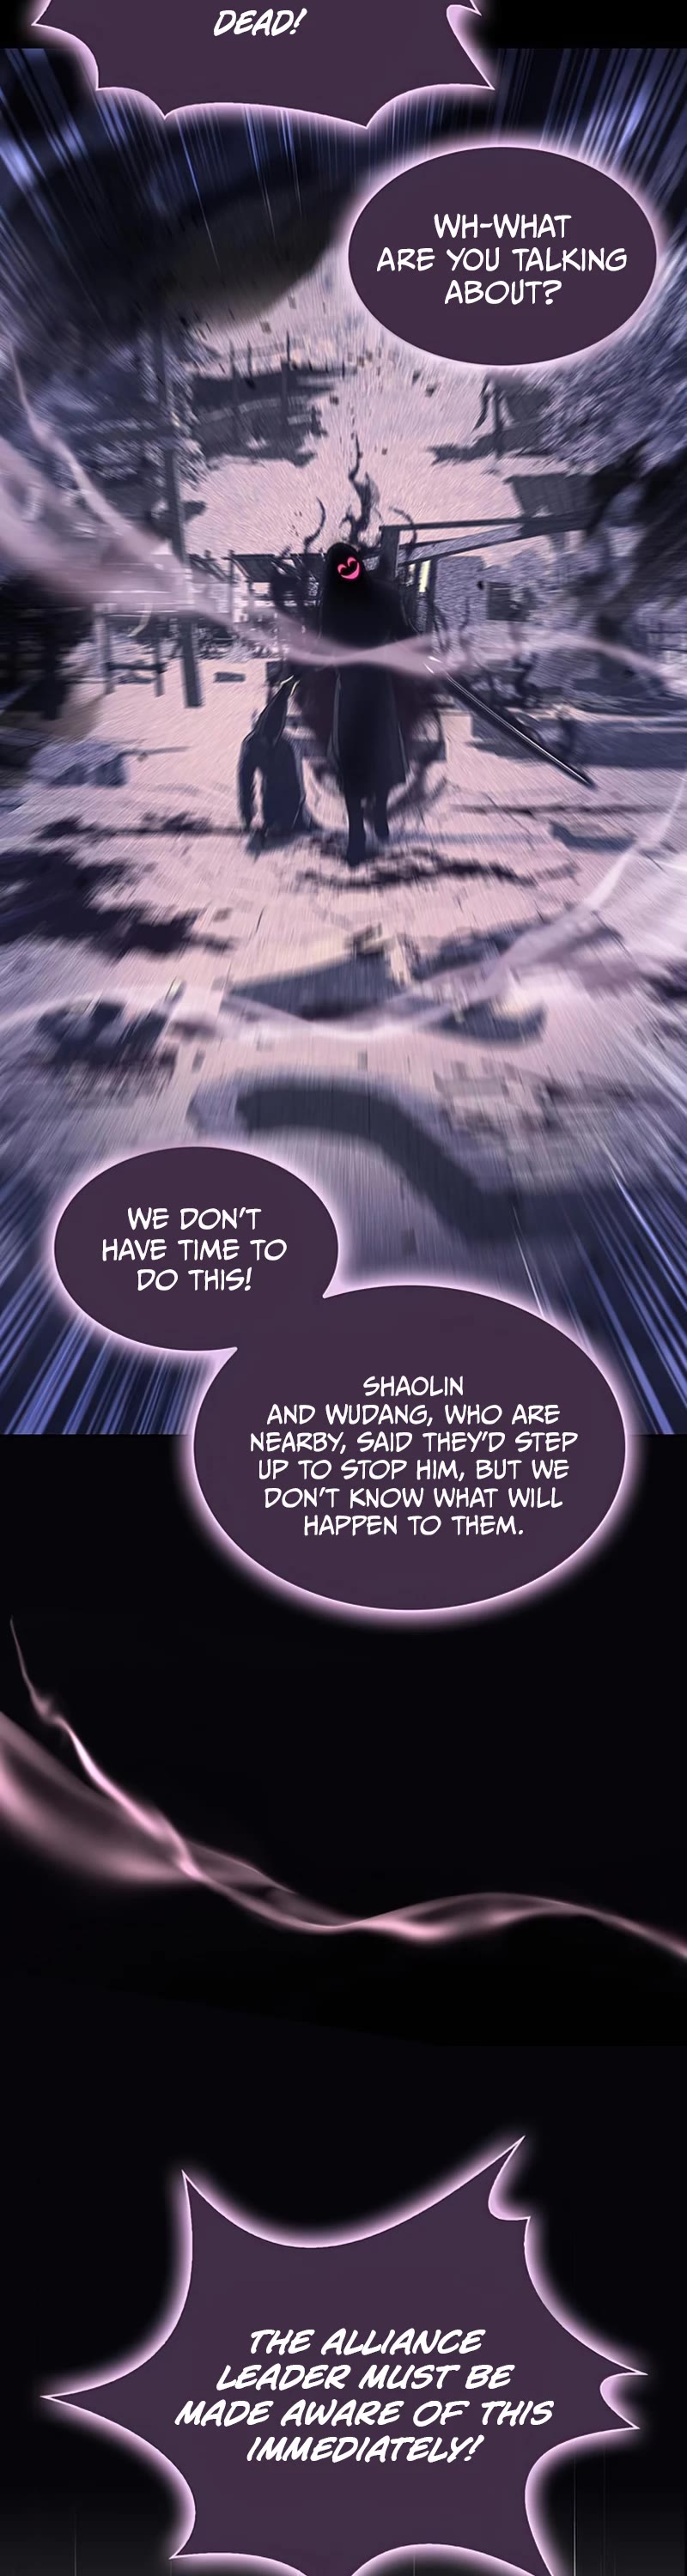 DEAD!
WH-WHAT
ARE YOU TALKING
ABOUT?
WE DON'T
HAVE TIME TO
DO THIS!
SHAOLIN
AND WUDANG, WHO ARE
NEARBY, SAID THEY'D STEP
UP TO STOP HIM, BUT WE
DON'T KNOW WHAT WILL
HAPPEN TO THEM.
THE ALLIANCE
LEADER MUST BE
MADE AWARE OF THIS
IMMEDIATELY!